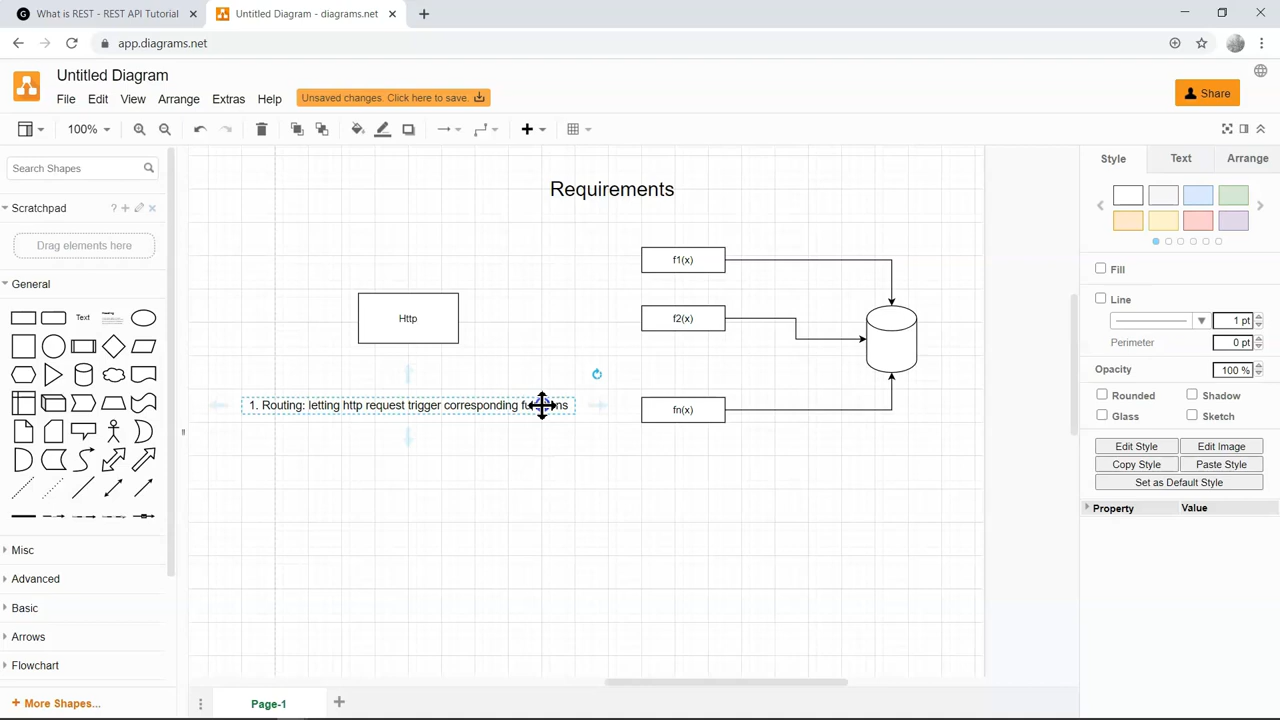 What is REST - REST API Tutorial
Untitled Diagram - diagrams.net
app.diagrams.net
Untitled Diagram
File Edit View Arrange Extras Help
Unsaved changes. Click here to save.
Share
100%
Search Shapes
Scratchpad
?
Drag elements here
General
Text
Heading
Misc
Advanced
Basic
Arrows
Flowchart
+ More Shapes...
Requirements
Http
1. Routing: letting http request trigger corresponding functions
f1(x)
f2(x)
fn(x)
Page-1
Style Text Arrange
Fill
Line
1 pt
Perimeter 0 pt
Opacity 100 %
Rounded Shadow
Glass Sketch
Edit Style Edit Image
Copy Style Paste Style
Set as Default Style
Property Value